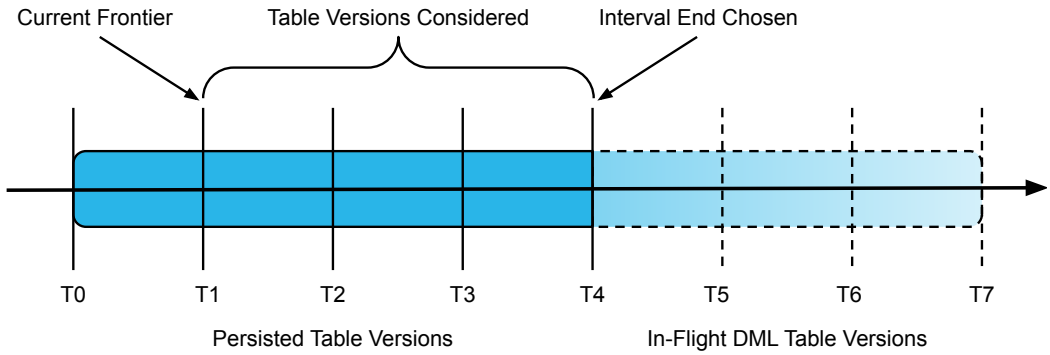 Current Frontier
Table Versions Considered
Interval End Chosen
T0
T1
T2
T3
T4
T5
T6
T7
Persisted Table Versions
In-Flight DML Table Versions